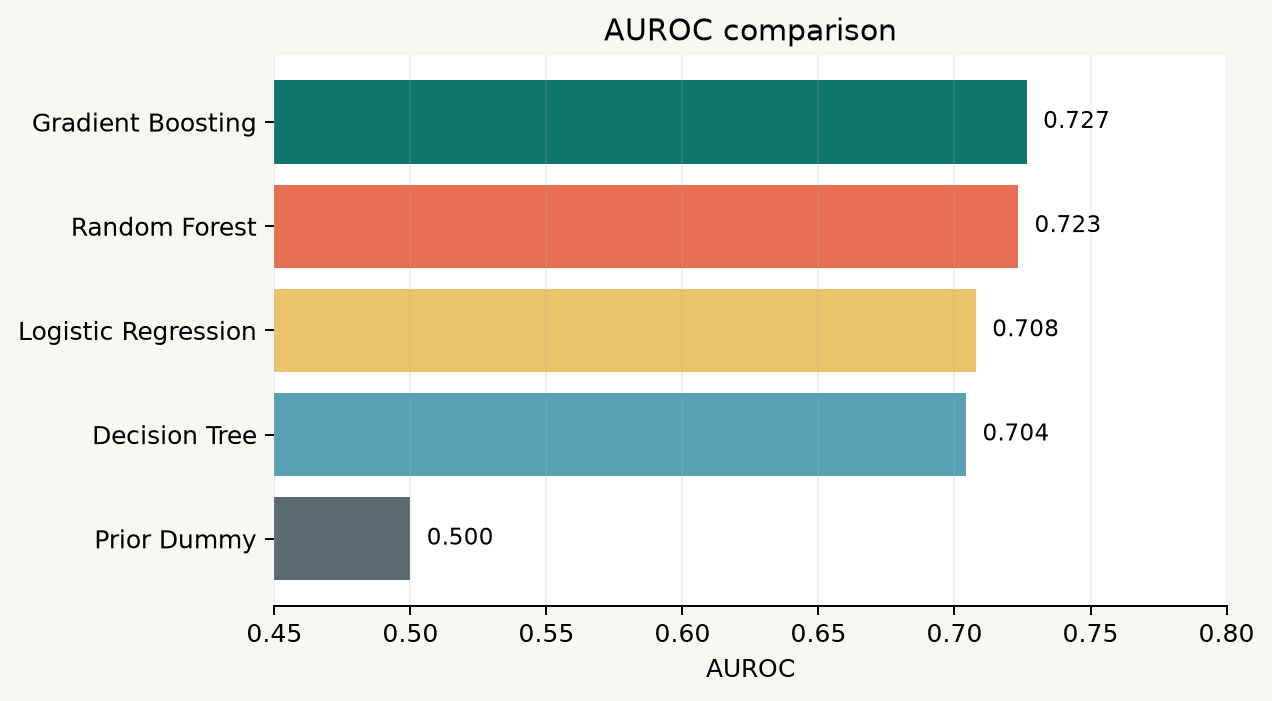 AUROC comparison
Gradient Boosting 0.727
Random Forest 0.723
Logistic Regression 0.708
Decision Tree 0.704
Prior Dummy 0.500
0.45 0.50 0.55 0.60 0.65 0.70 0.75 0.80
AUROC